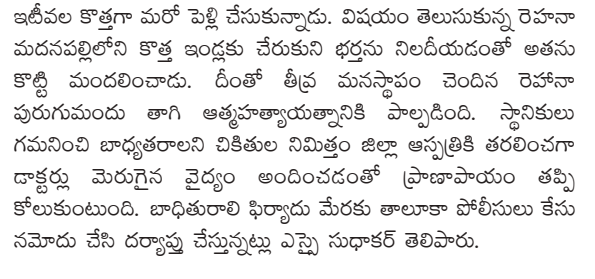 ఇటీవల కొత్తగా మరో పెళ్లి చేసుకున్నాడు. విషయం తెలుసుకున్న రెహనా
మదనపల్లిలోని కొత్త ఇండ్లకు చేరుకుని భర్తను నిలదీయడంతో అతను
కొట్టి మందలించాడు. దీంతో తీవ్ర మనస్థాపం చెందిన రెహానా
పురుగుమందు తాగి ఆత్మహత్యాయత్నానికి పాల్పడింది. స్థానికులు
గమనించి బాధ్యతరాలని చికితుల నిమిత్తం జిల్లా ఆస్పత్రికి తరలించగా
డాక్టర్లు మెరుగైన వైద్యం అందించడంతో ప్రాణాపాయం తప్పి
కోలుకుంటుంది. బాధితురాలి ఫిర్యాదు మేరకు తాలూకా పోలీసులు కేసు
నమోదు చేసి దర్యాప్తు చేస్తున్నట్లు ఎస్సై సుధాకర్ తెలిపారు.